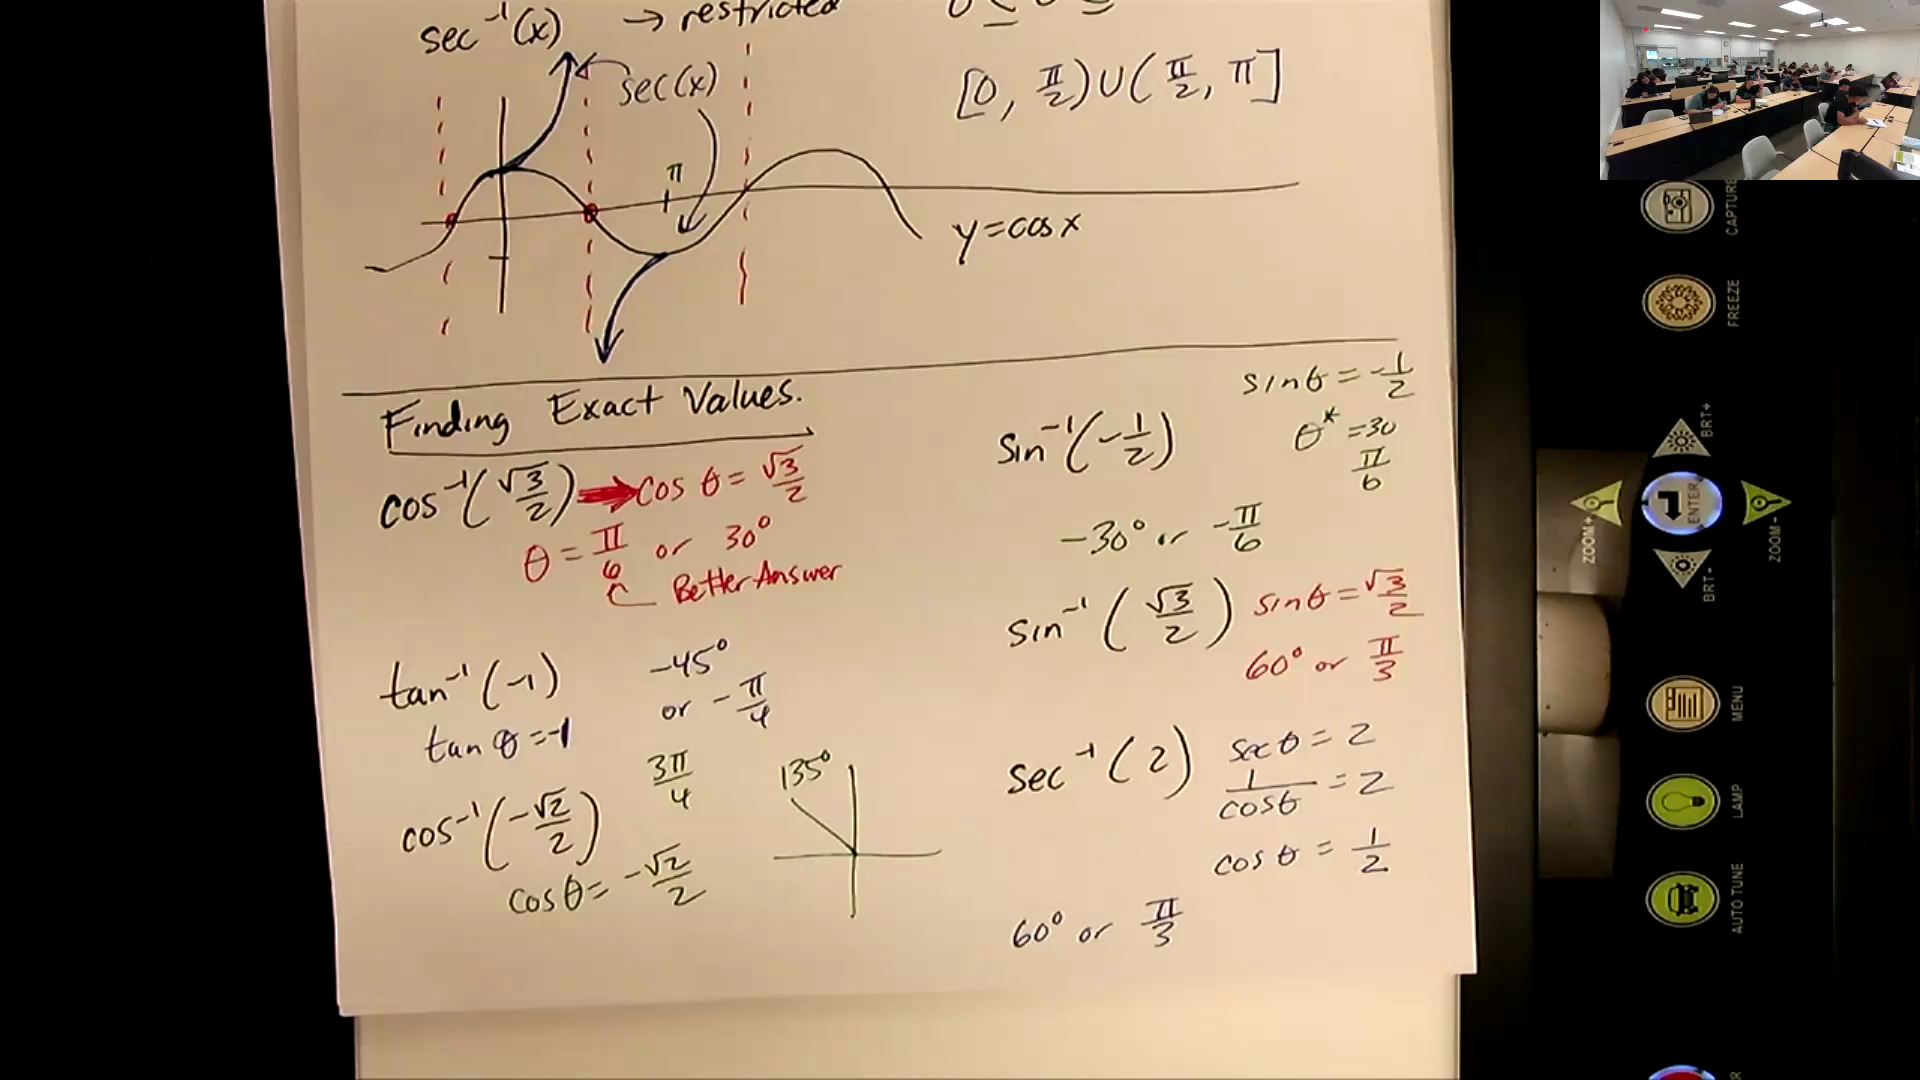 sec⁻¹(x) → restricted
sec(x)
[0, π/2) U (π/2, π]
π
y = cos x
Finding Exact Values.
cos⁻¹(√3/2) → cos θ = √3/2
θ = π/6 or 30°
Better Answer
tan⁻¹(-1)
-45°
or -π/4
tan θ = -1
3π/4
135°
cos⁻¹(-√2/2)
cos θ = -√2/2
sin θ = -1/2
sin⁻¹(-1/2)
θ* = 30
π/6
-30° or -π/6
sin⁻¹(√3/2)
sin θ = √3/2
60° or π/3
sec⁻¹(2)
sec θ = 2
1/cos θ = 2
cos θ = 1/2
60° or π/3
CAPTURE
FREEZE
BRT+
ZOOM+
ENTER
ZOOM-
BRT-
MENU
LAMP
AUTO TUNE